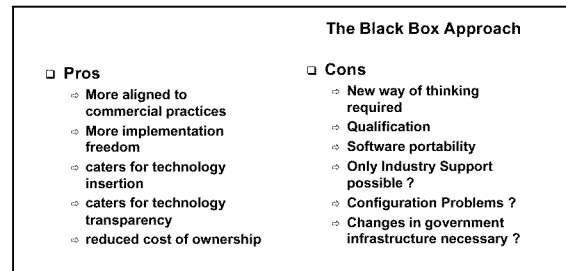 The Black Box Approach
Pros
More aligned to
commercial practices
More implementation
freedom
caters for technology
insertion
caters for technology
transparency
reduced cost of ownership
Cons
New way of thinking
required
Qualification
Software portability
Only Industry Support
possible ?
Configuration Problems ?
Changes in government
infrastructure necessary ?